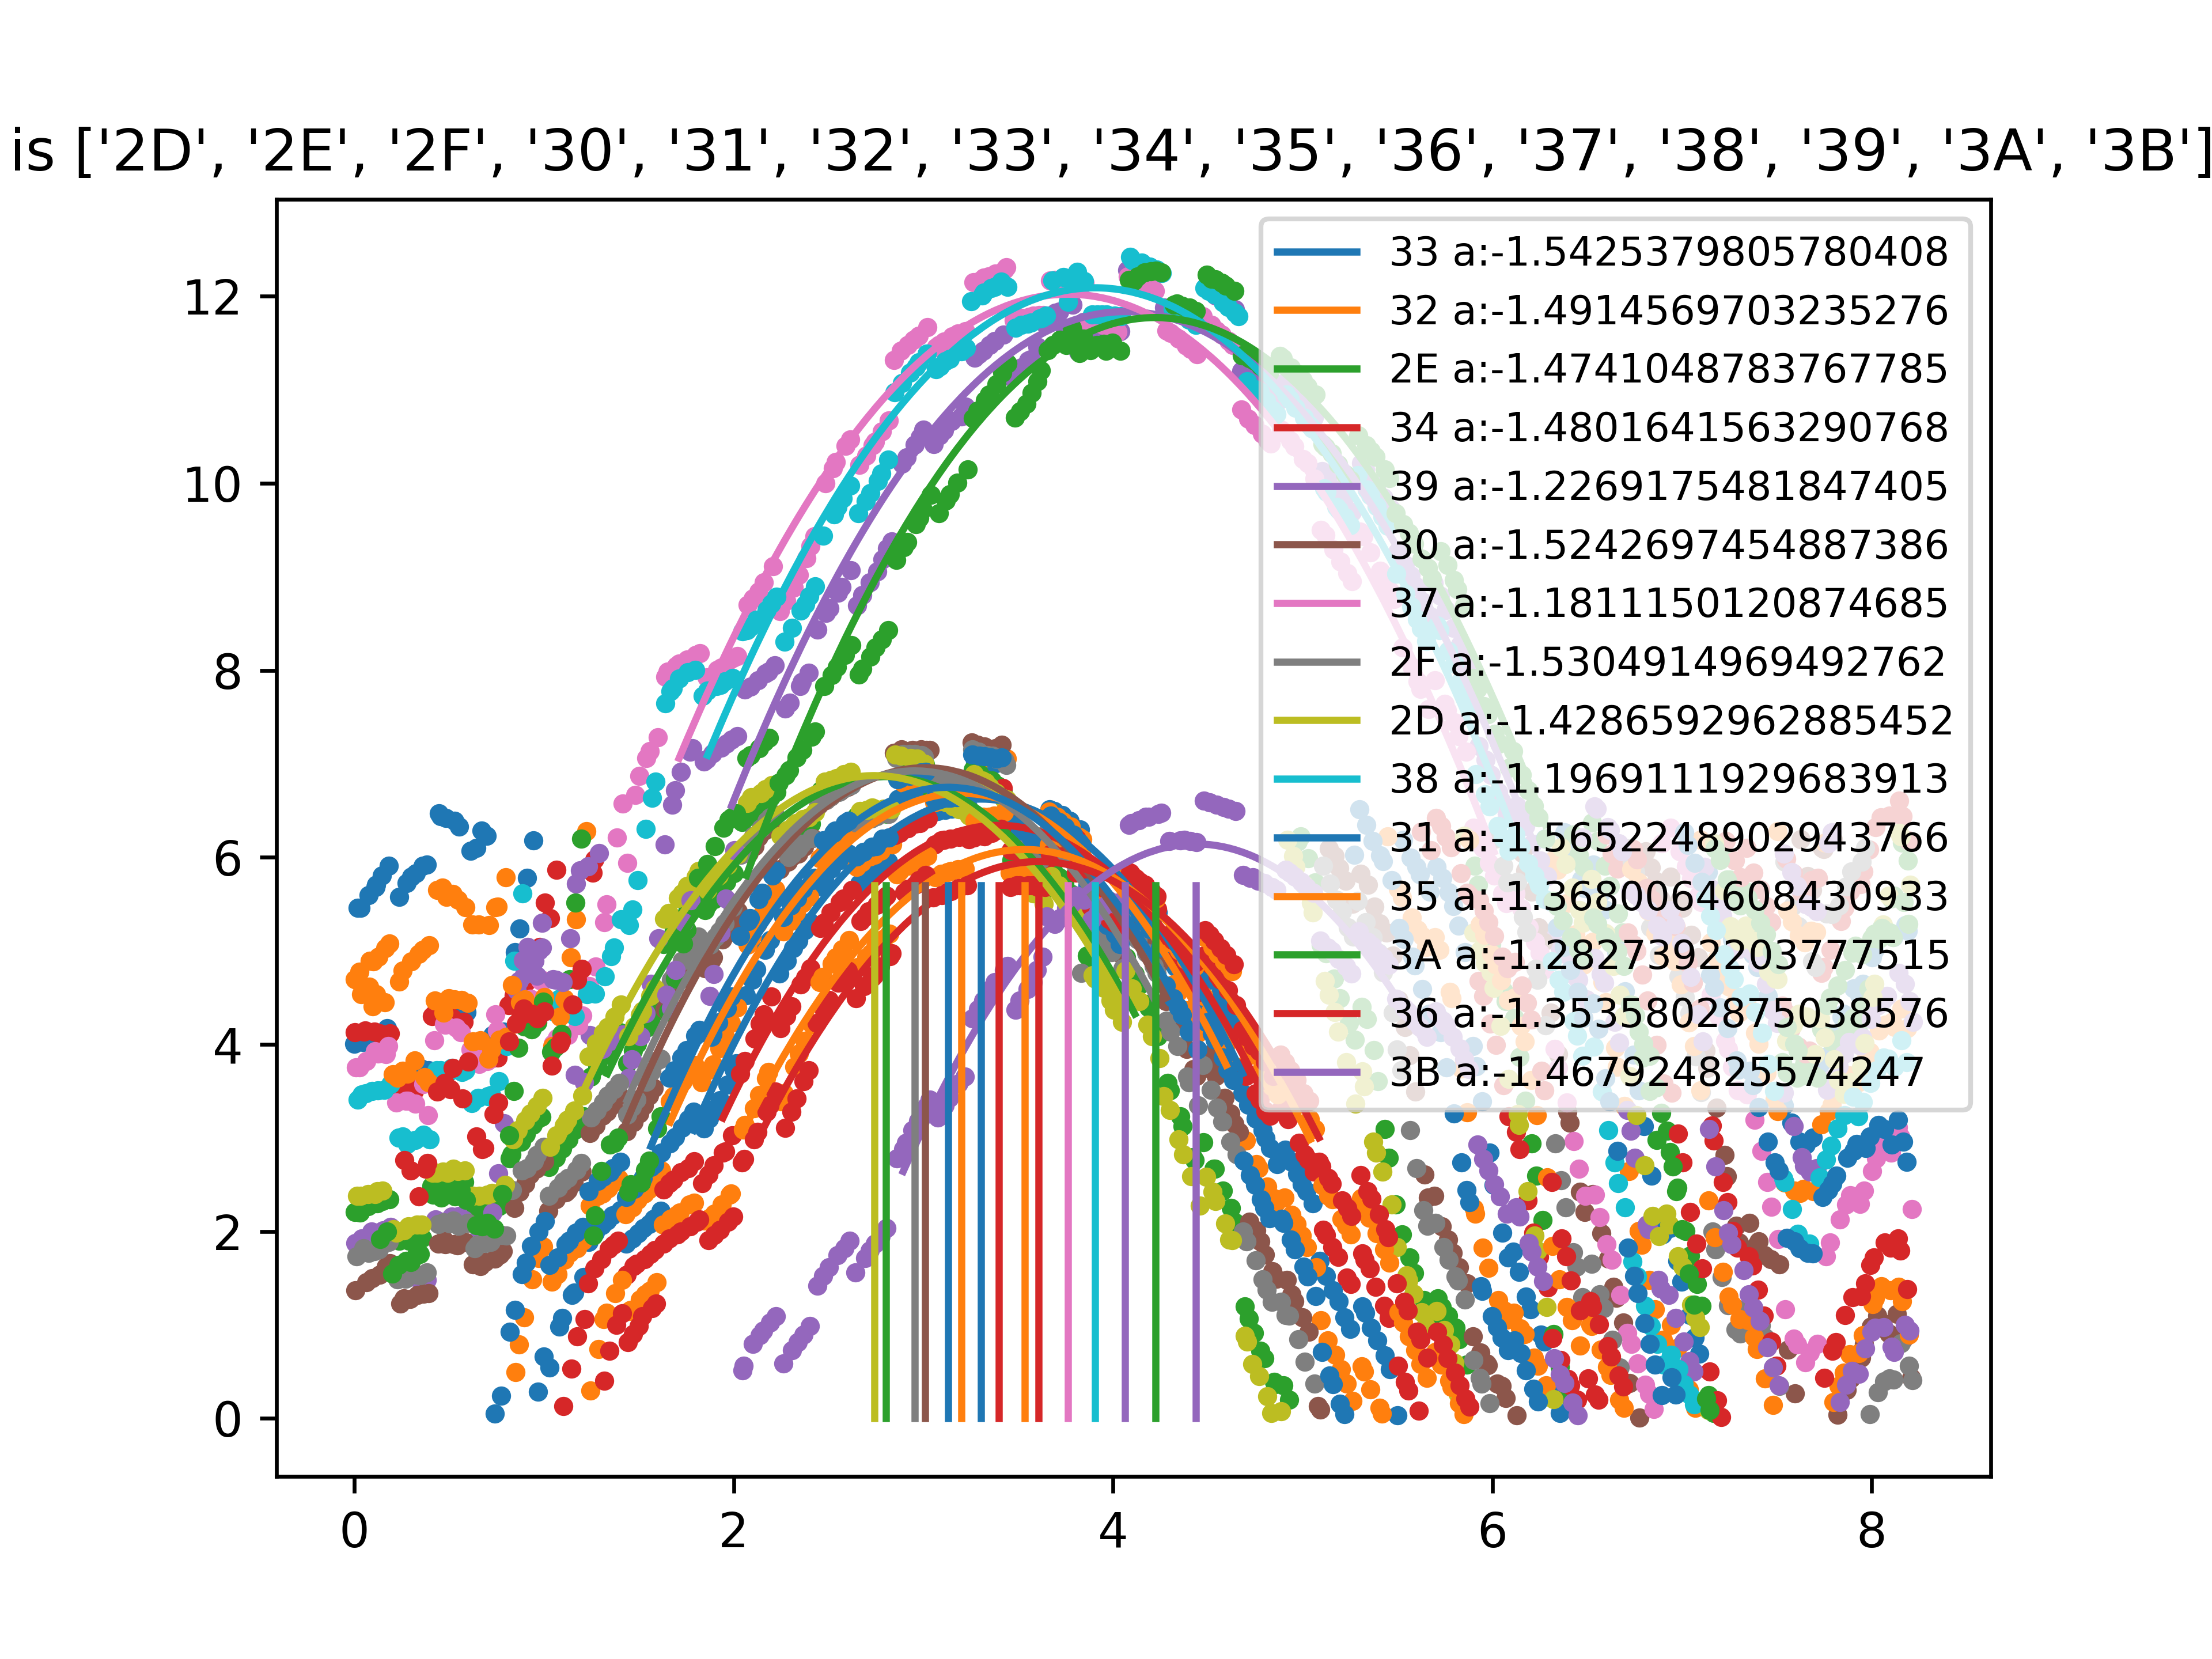 is ['2D', '2E', '2F', '30', '31', '32', '33', '34', '35', '36', '37', '38', '39', '3A', '3B']
33 a:-1.5425379805780408
32 a:-1.4914569703235276
2E a:-1.4741048783767785
34 a:-1.4801641563290768
39 a:-1.2269175481847405
30 a:-1.5242697454887386
37 a:-1.1811150120874685
2F a:-1.5304914969492762
2D a:-1.4286592962885452
38 a:-1.1969111929683913
31 a:-1.5652248902943766
35 a:-1.3680064608430933
3A a:-1.2827392203777515
36 a:-1.3535802875038576
3B a:-1.467924825574247
12
10
8
6
4
2
0
0 2 4 6 8